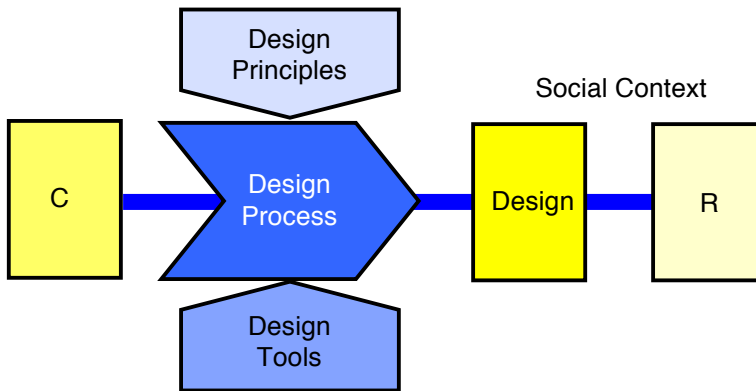 Design
Principles
Social Context
C
Design
Process
Design
R
Design
Tools